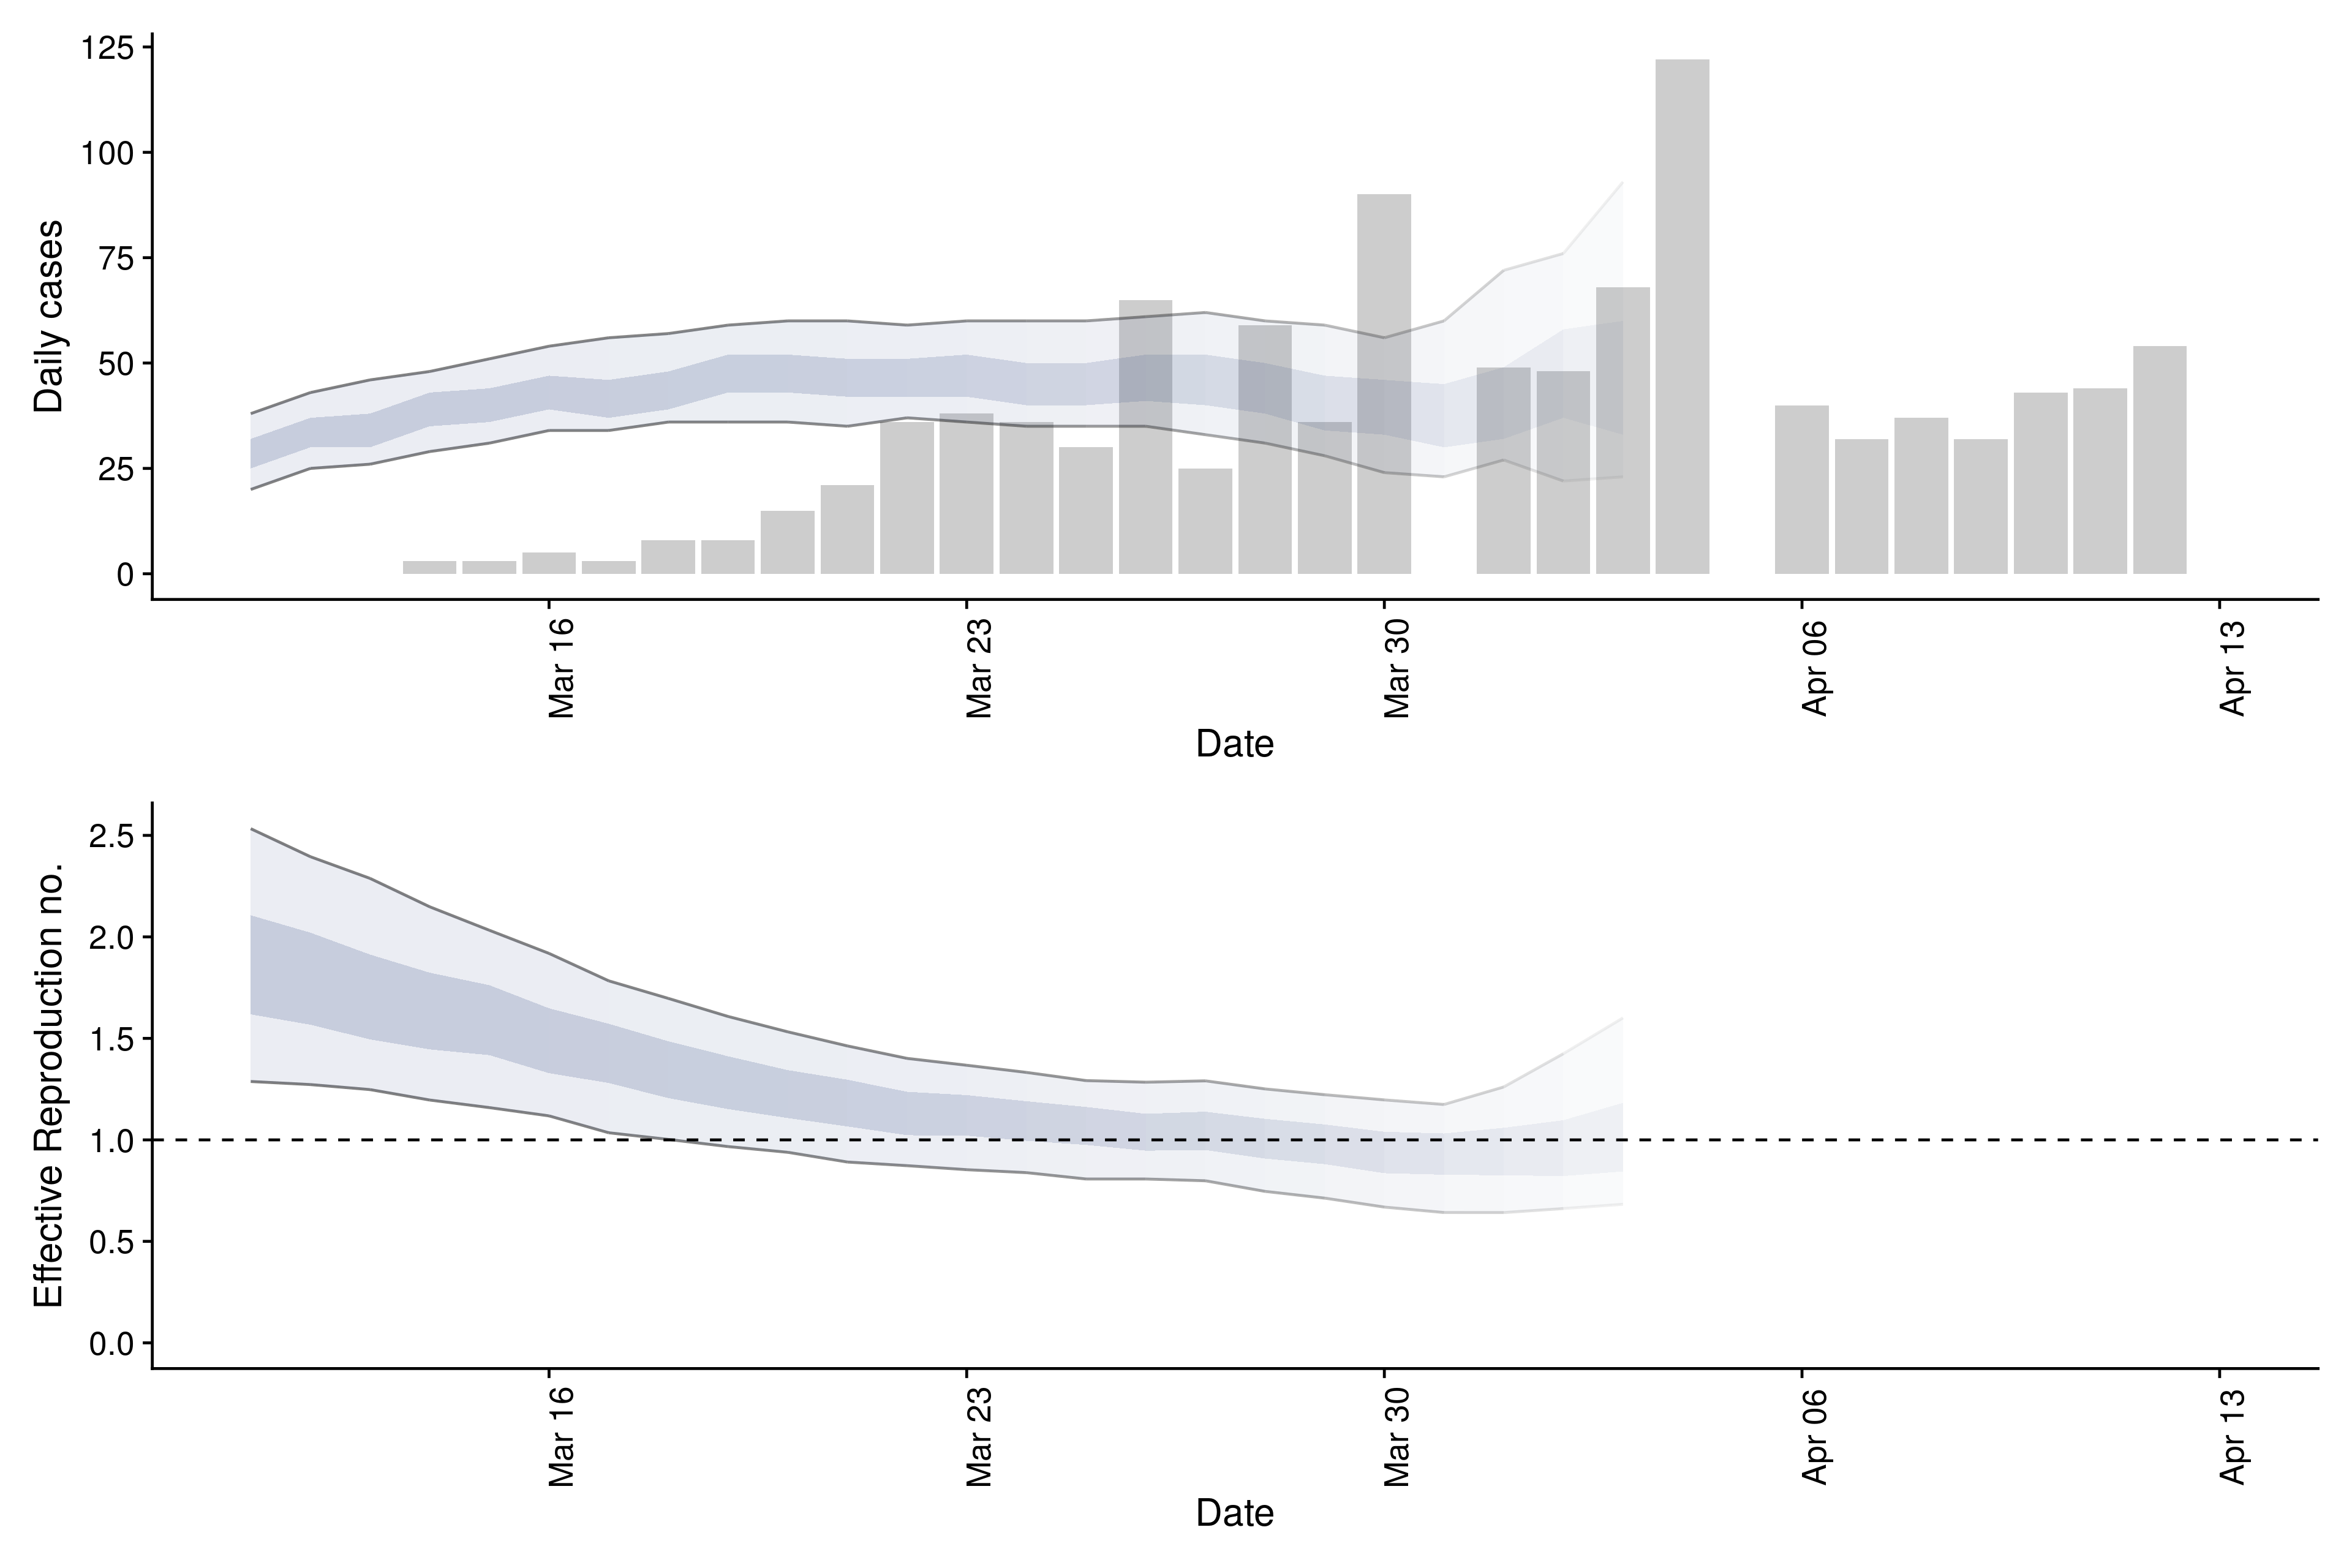 Daily cases
125
100
75
50
25
0
Mar 16
Mar 23
Mar 30
Apr 06
Apr 13
Date
Effective Reproduction no.
2.5
2.0
1.5
1.0
0.5
0.0
Mar 16
Mar 23
Mar 30
Apr 06
Apr 13
Date